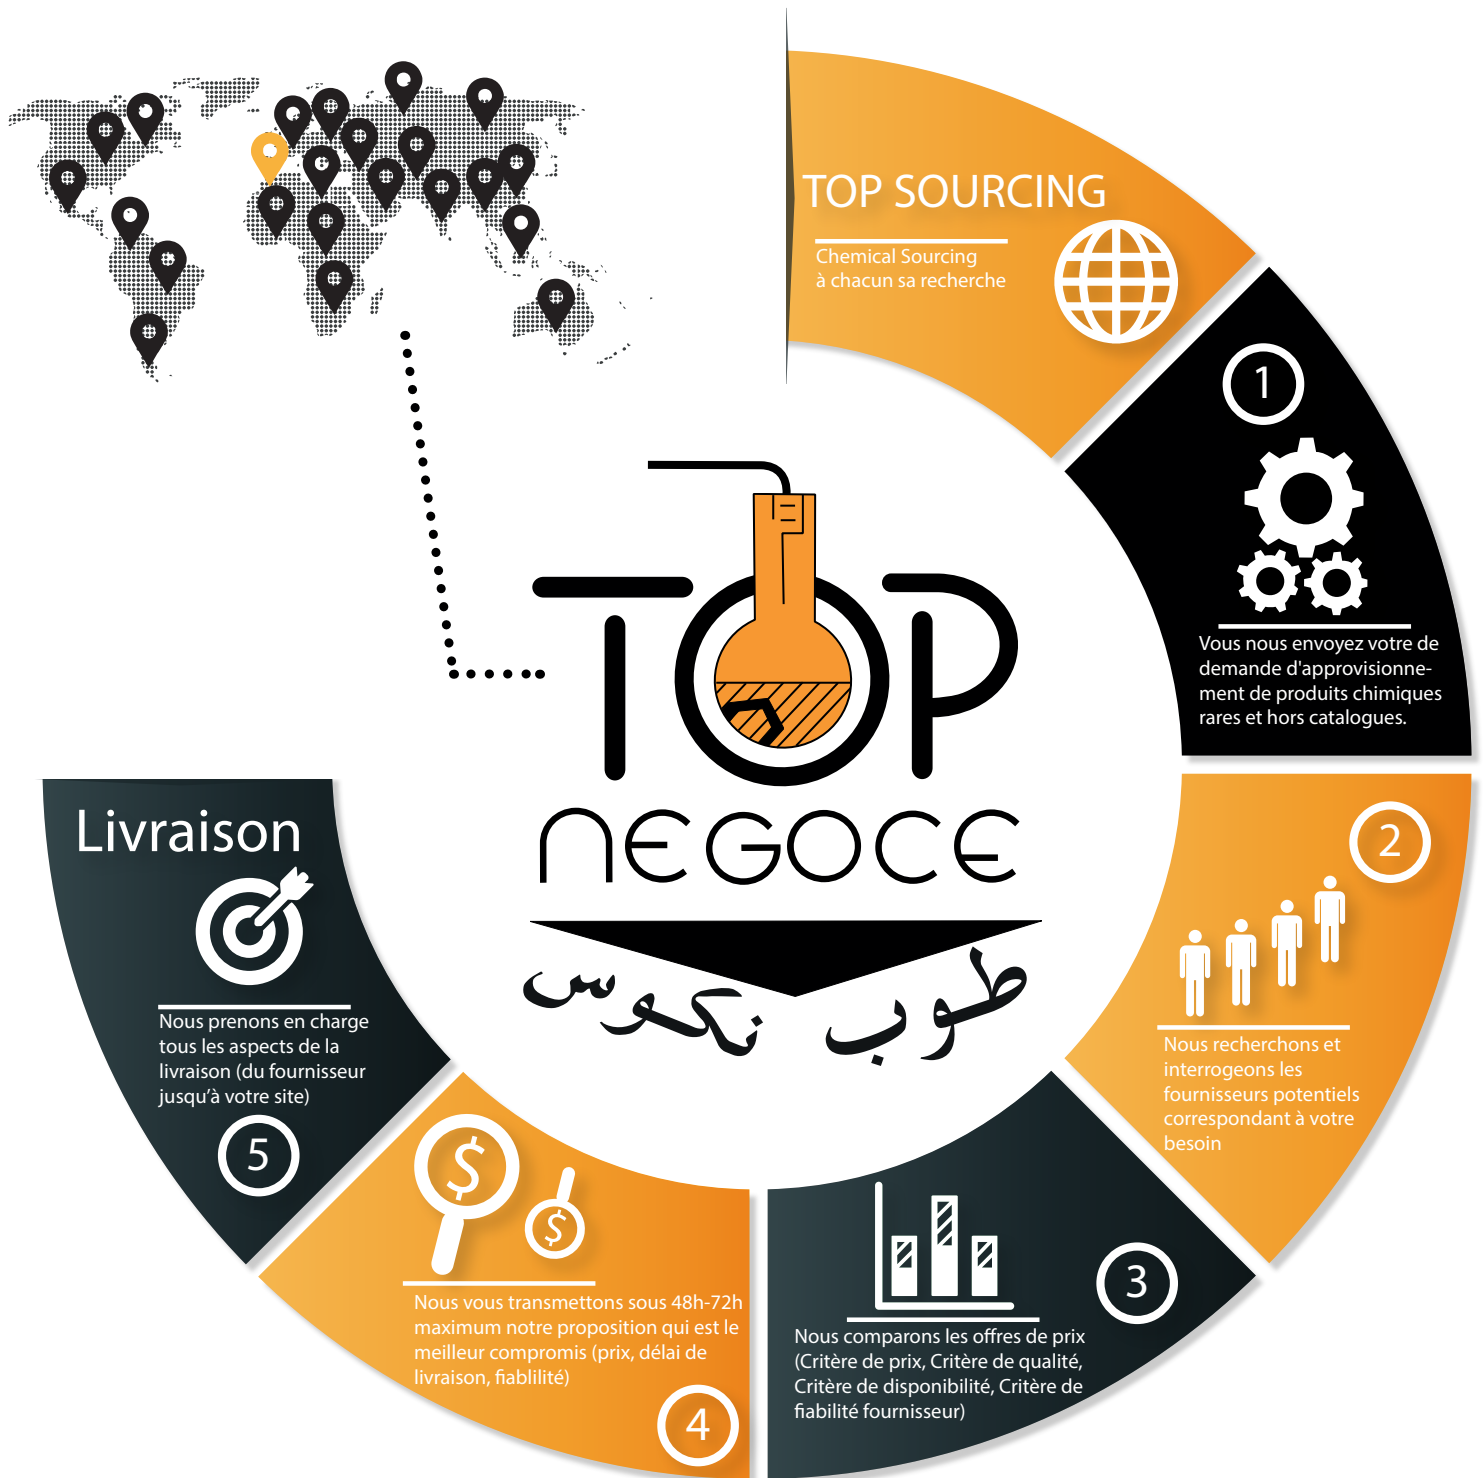 TOP SOURCING
Chemical Sourcing
à chacun sa recherche
1
Vous nous envoyez votre de
demande d'approvisionne-
ment de produits chimiques
rares et hors catalogues.
2
Nous recherchons et
interrogeons les
fournisseurs potentiels
correspondant à votre
besoin
3
Nous comparons les offres de prix
(Critère de prix, Critère de qualité,
Critère de disponibilité, Critère de
fiabilité fournisseur)
$
$
Nous vous transmettons sous 48h-72h
maximum notre proposition qui est le
meilleur compromis (prix, délai de
livraison, fiablilité)
4
Livraison
Nous prenons en charge
tous les aspects de la
livraison (du fournisseur
jusqu'à votre site)
5
TOP
NEGOCE
طوب نكوس